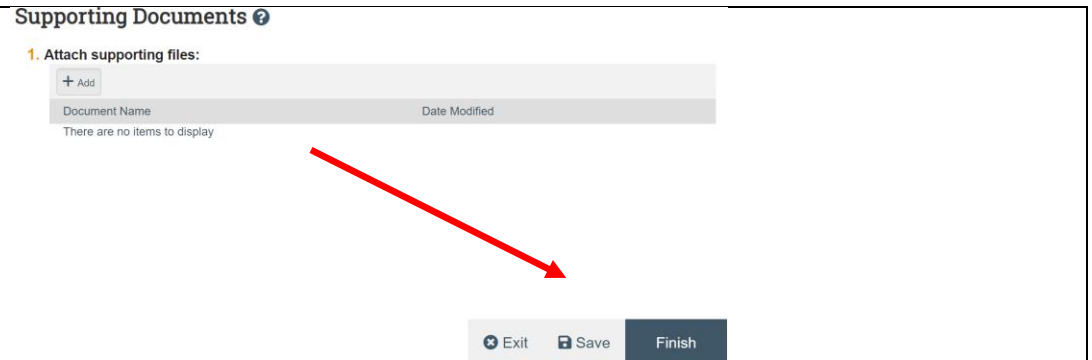 Supporting Documents ?
1. Attach supporting files:
+ Add
Document Name Date Modified
There are no items to display
Exit Save Finish